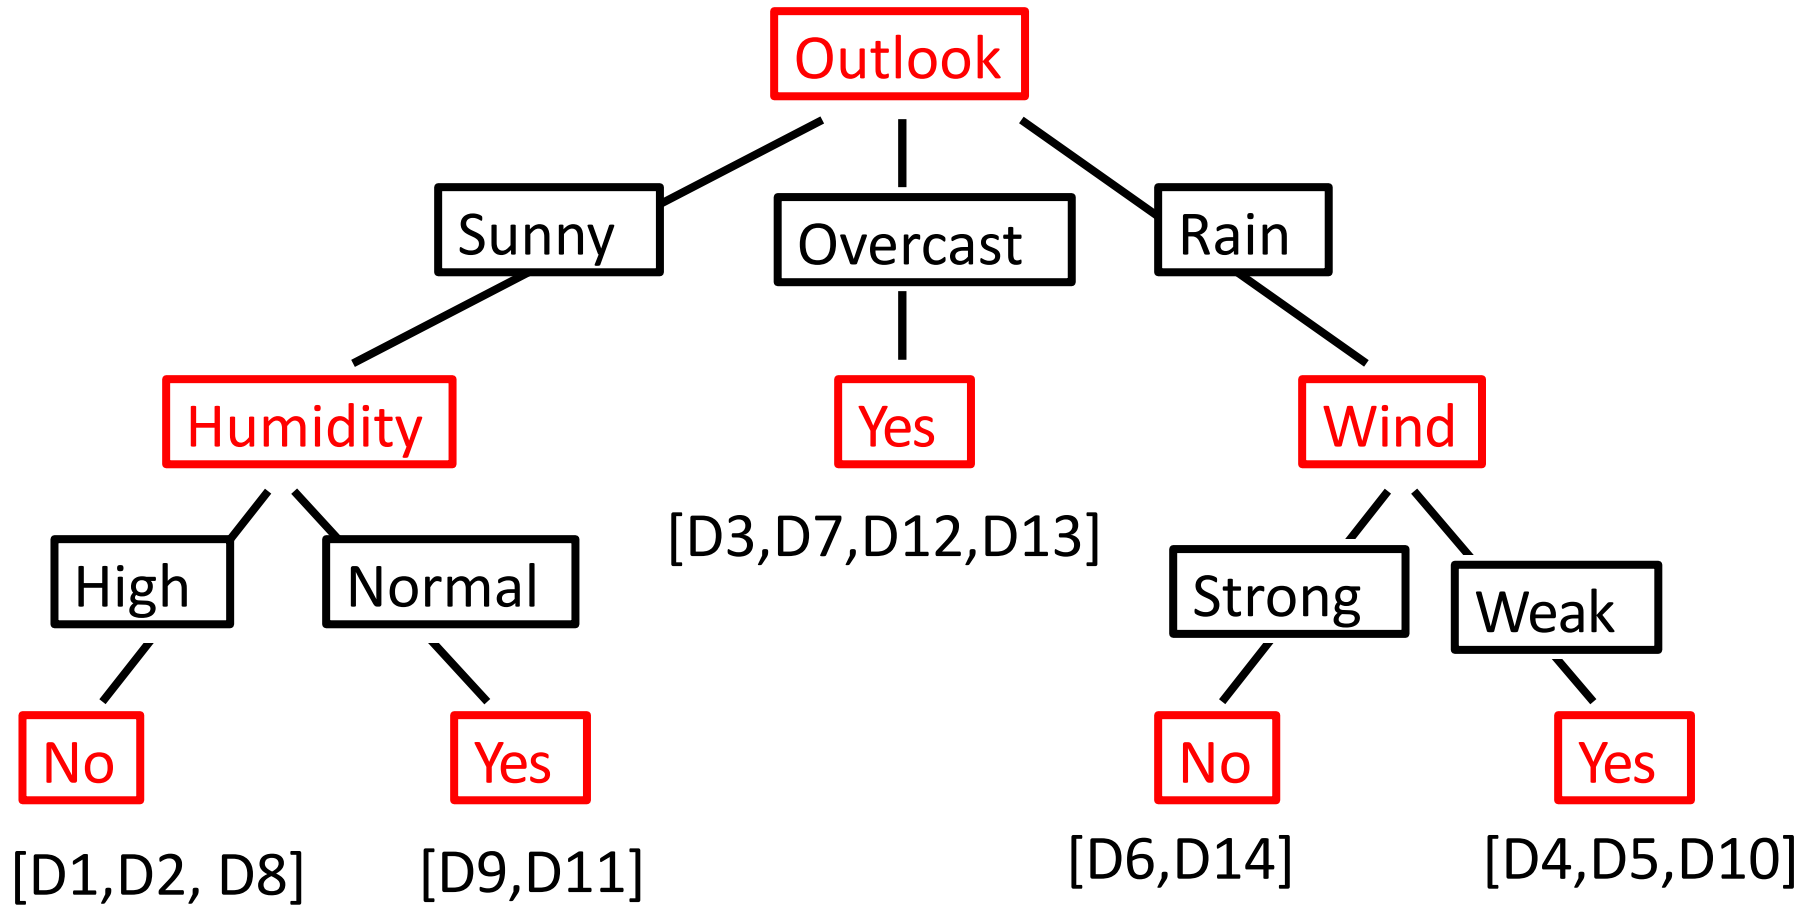 Outlook
Sunny
Overcast
Rain
Humidity
Yes
Wind
[D3,D7,D12,D13]
High
Normal
Strong
Weak
No
Yes
No
Yes
[D1,D2, D8]
[D9,D11]
[D6,D14]
[D4,D5,D10]